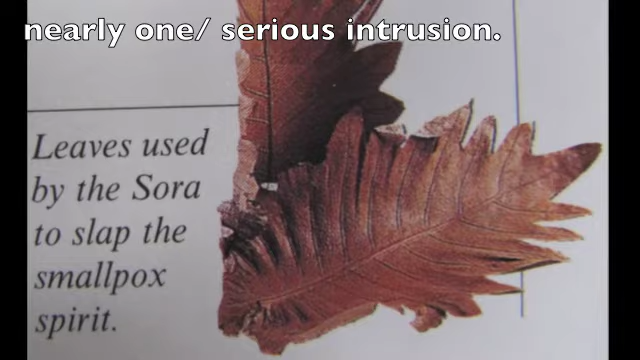 nearly one/ serious intrusion.
Leaves used
by the Sora
to slap the
smallpox
spirit.